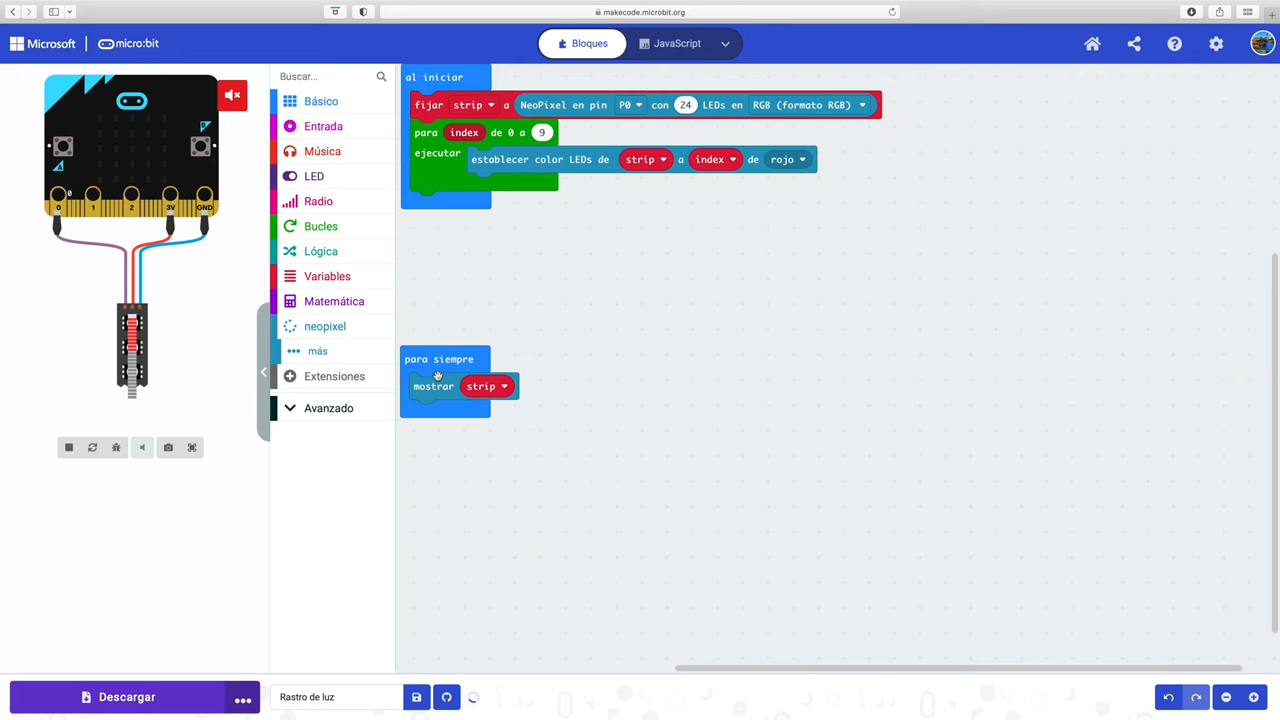 makecode.microbit.org
Microsoft
micro:bit
Bloques
JavaScript
0
0 1 2 3V GND
Buscar...
Básico
Entrada
Música
LED
Radio
Bucles
Lógica
Variables
Matemática
neopixel
más
Extensiones
Avanzado
al iniciar
fijar strip a NeoPixel en pin P0 con 24 LEDs en RGB (formato RGB)
para index de 0 a 9
ejecutar establecer color LEDs de strip a index de rojo
para siempre
mostrar strip
Descargar
Rastro de luz